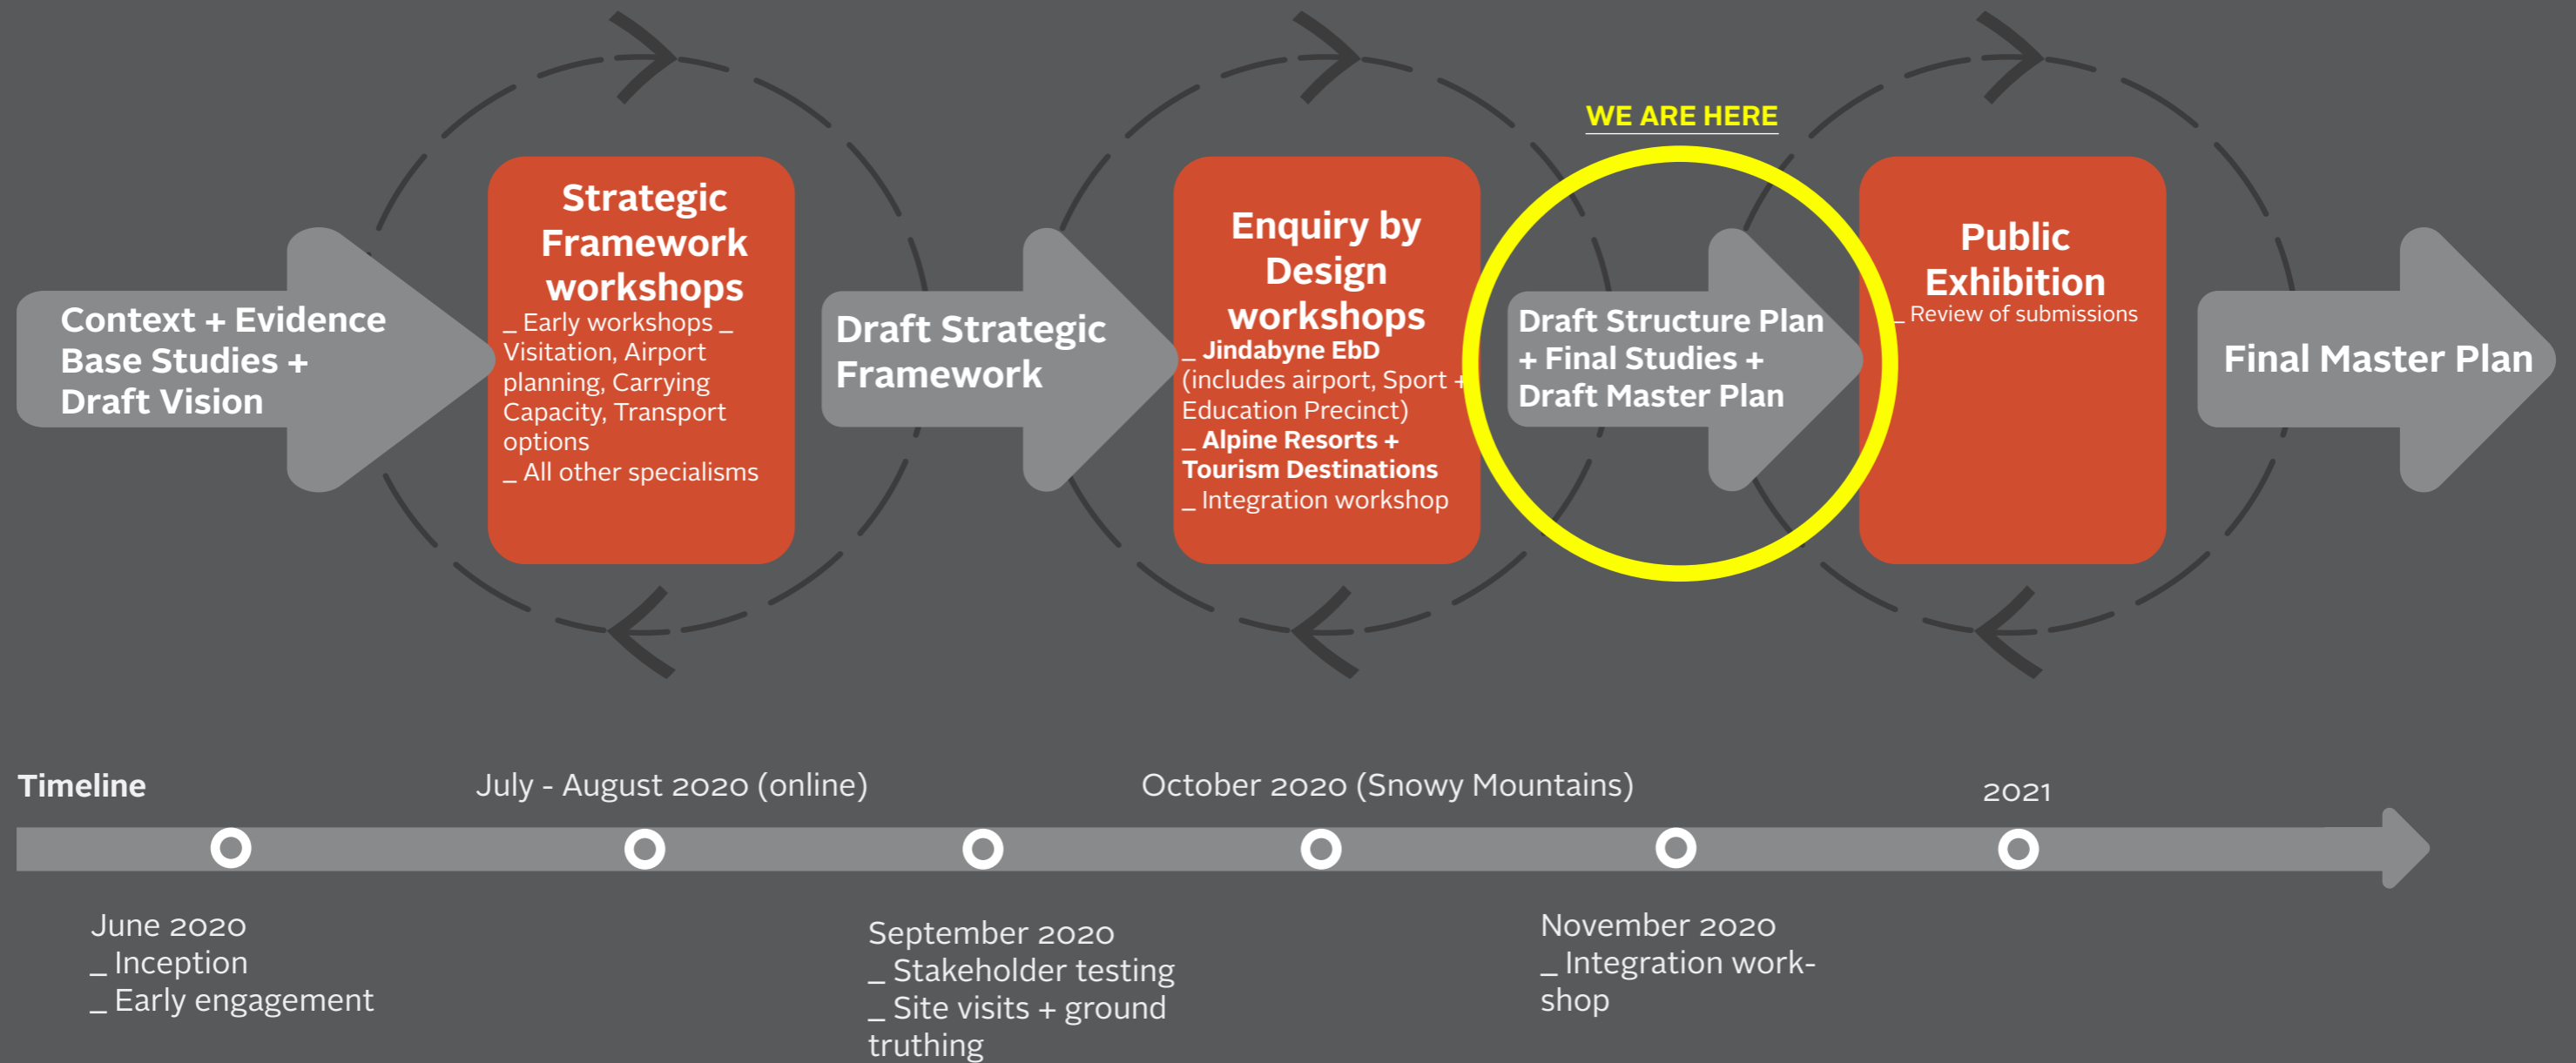 WE ARE HERE
Context + Evidence
Base Studies +
Draft Vision
Strategic
Framework
workshops
_ Early workshops _
Visitation, Airport
planning, Carrying
Capacity, Transport
options
_ All other specialisms
Draft Strategic
Framework
Enquiry by
Design
workshops
_ Jindabyne EbD
(includes airport, Sport +
Education Precinct)
_ Alpine Resorts +
Tourism Destinations
_ Integration workshop
Draft Structure Plan
+ Final Studies +
Draft Master Plan
Public
Exhibition
_ Review of submissions
Final Master Plan
Timeline
July - August 2020 (online)
October 2020 (Snowy Mountains)
2021
June 2020
_ Inception
_ Early engagement
September 2020
_ Stakeholder testing
_ Site visits + ground
truthing
November 2020
_ Integration work-
shop